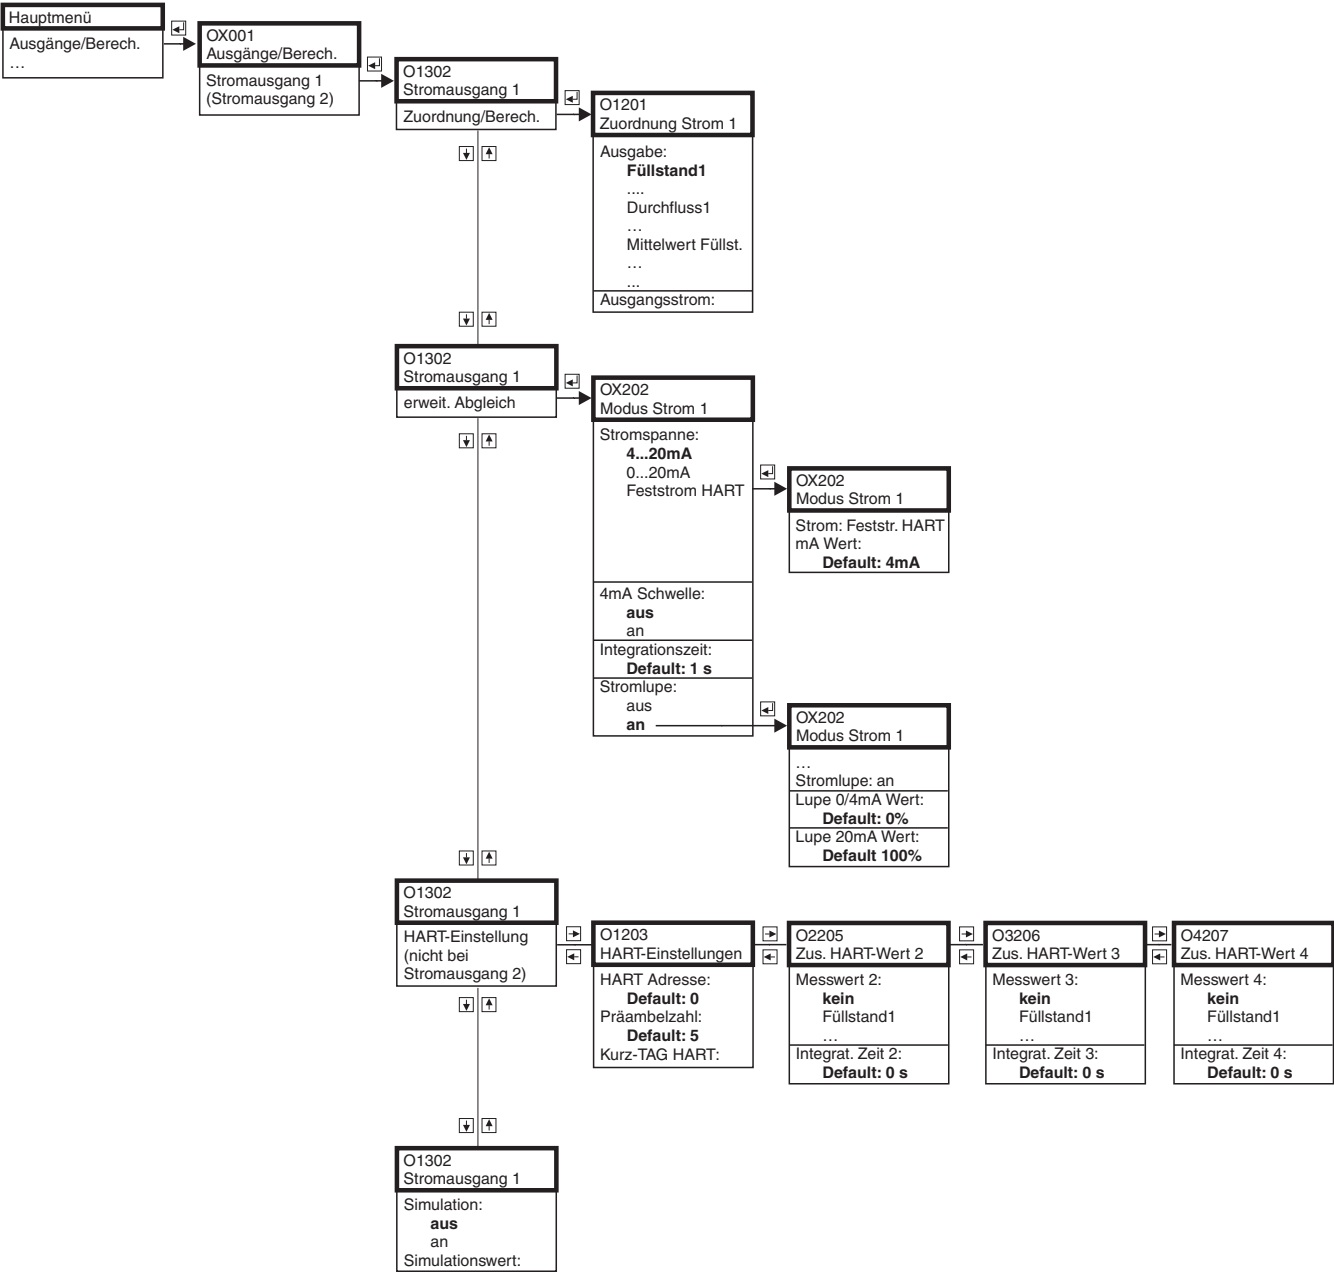 Hauptmenü
Ausgänge/Berech.
…
OX001
Ausgänge/Berech.
Stromausgang 1
(Stromausgang 2)
O1302
Stromausgang 1
Zuordnung/Berech.
O1201
Zuordnung Strom 1
Ausgabe:
Füllstand1
....
Durchfluss1
…
Mittelwert Füllst.
…
...
Ausgangsstrom:
O1302
Stromausgang 1
erweit. Abgleich
OX202
Modus Strom 1
Stromspanne:
4...20mA
0...20mA
Feststrom HART
4mA Schwelle:
aus
an
Integrationszeit:
Default: 1 s
Stromlupe:
aus
an
OX202
Modus Strom 1
Strom: Feststr. HART
mA Wert:
Default: 4mA
OX202
Modus Strom 1
…
Stromlupe: an
Lupe 0/4mA Wert:
Default: 0%
Lupe 20mA Wert:
Default 100%
O1302
Stromausgang 1
HART-Einstellung
(nicht bei
Stromausgang 2)
O1203
HART-Einstellungen
HART Adresse:
Default: 0
Präambelzahl:
Default: 5
Kurz-TAG HART:
O2205
Zus. HART-Wert 2
Messwert 2:
kein
Füllstand1
…
Integrat. Zeit 2:
Default: 0 s
O3206
Zus. HART-Wert 3
Messwert 3:
kein
Füllstand1
…
Integrat. Zeit 3:
Default: 0 s
O4207
Zus. HART-Wert 4
Messwert 4:
kein
Füllstand1
…
Integrat. Zeit 4:
Default: 0 s
O1302
Stromausgang 1
Simulation:
aus
an
Simulationswert: